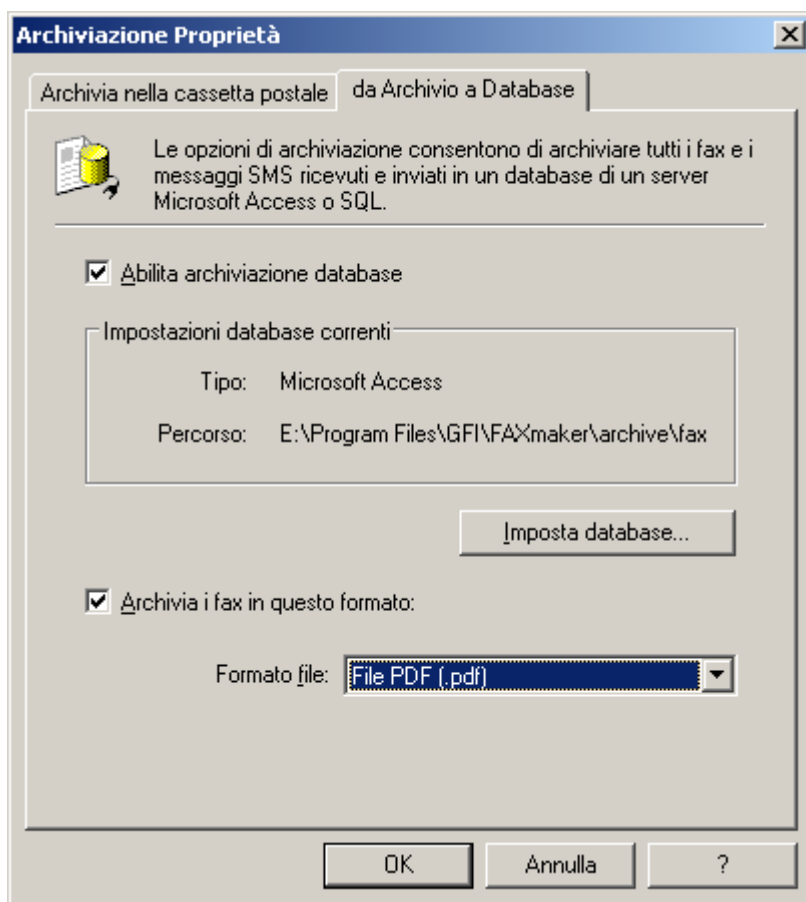 Archiviazione Proprietà
Archivia nella cassetta postale
da Archivio a Database
Le opzioni di archiviazione consentono di archiviare tutti i fax e i
messaggi SMS ricevuti e inviati in un database di un server
Microsoft Access o SQL.
Abilita archiviazione database
Impostazioni database correnti
Tipo: Microsoft Access
Percorso: E:\Program Files\GFI\FAXmaker\archive\fax
Imposta database...
Archivia i fax in questo formato:
Formato file: File PDF (.pdf)
OK Annulla ?